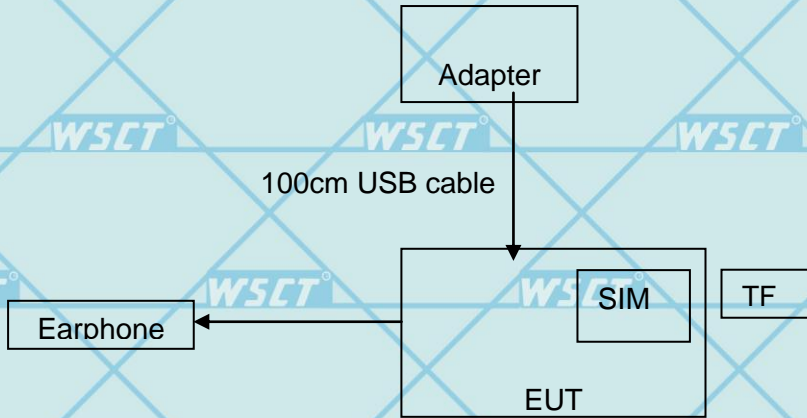 Adapter
WSCT WSCT WSCT
100cm USB cable
WSCT WSCT
SIM TF
Earphone
EUT